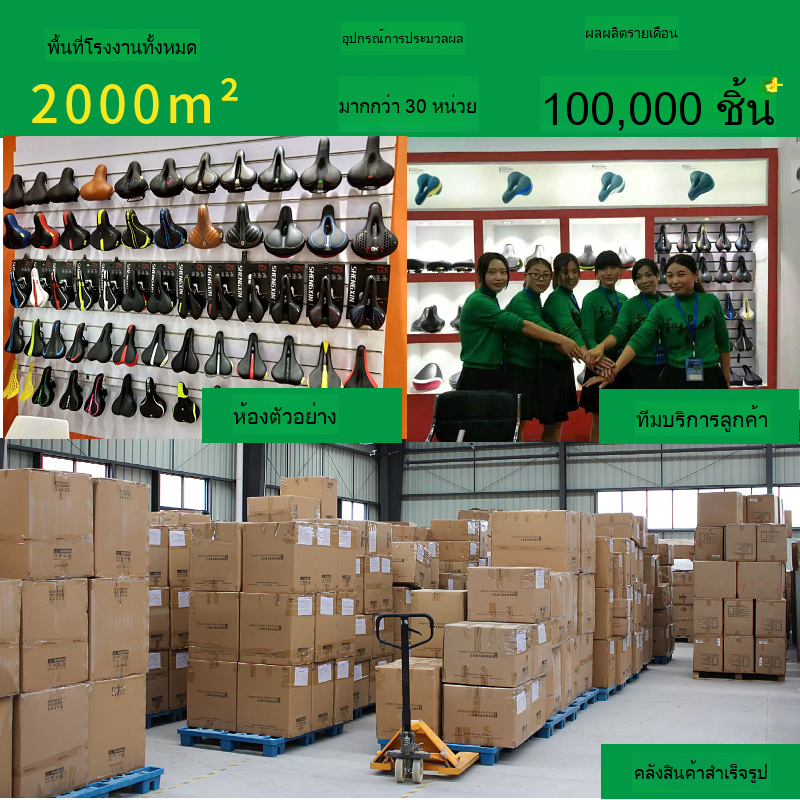 พื้นที่โรงงานทั้งหมด
อุปกรณ์การประมวลผล
ผลผลิตรายเดือน
2000m²
มากกว่า 30 หน่วย
100,000 ชิ้น
SHENGXIN
SHENGXIN
SHENGXIN
ห้องตัวอย่าง
ทีมบริการลูกค้า
คลังสินค้าสำเร็จรูป